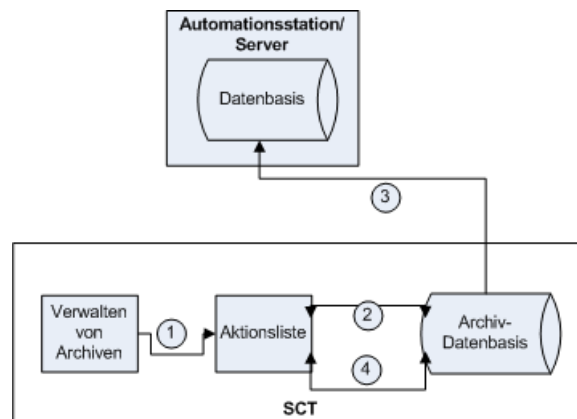 Automationsstation/
Server
Datenbasis
3
Verwalten
von
Archiven
1
Aktionsliste
2
4
Archiv-
Datenbasis
SCT